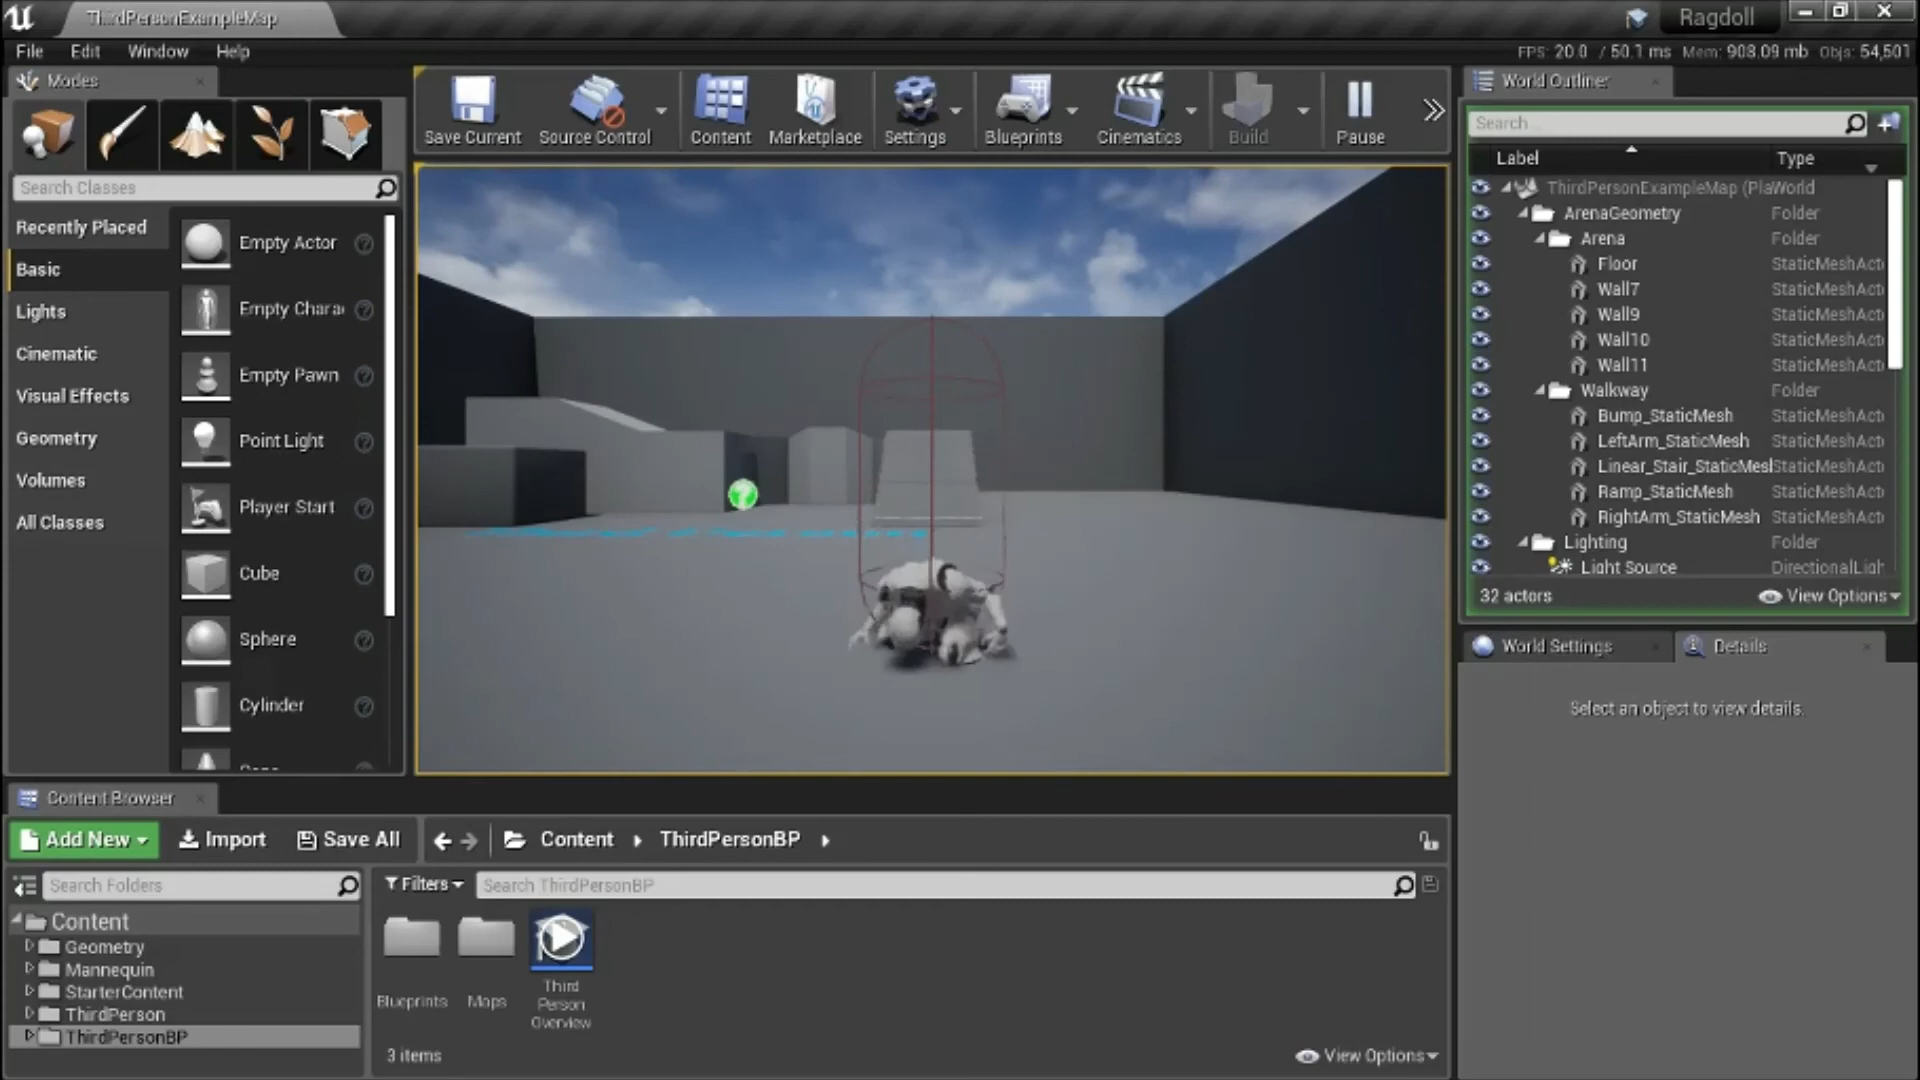 ThirdPersonExampleMap
Ragdoll
File Edit Window Help
FPS: 20.0 / 50.1 ms Mem: 908.09 mb Objs: 54,501
Modes
Save Current
Source Control
Content
Marketplace
Settings
Blueprints
Cinematics
Build
Pause
World Outliner
Search
Label Type
Search Classes
Recently Placed
Basic
Lights
Cinematic
Visual Effects
Geometry
Volumes
All Classes
Empty Actor
Empty Chara
Empty Pawn
Point Light
Player Start
Cube
Sphere
Cylinder
ThirdPersonExampleMap (Pla World
ArenaGeometry Folder
Arena Folder
Floor StaticMeshAct
Wall7 StaticMeshAct
Wall9 StaticMeshAct
Wall10 StaticMeshAct
Wall11 StaticMeshAct
Walkway Folder
Bump_StaticMesh StaticMeshAct
LeftArm_StaticMesh StaticMeshAct
Linear_Stair_StaticMesl StaticMeshAct
Ramp_StaticMesh StaticMeshAct
RightArm_StaticMesh StaticMeshAct
Lighting Folder
Light Source DirectionalLigh
32 actors View Options
World Settings Details
Select an object to view details.
Content Browser
Add New Import Save All Content ThirdPersonBP
Search Folders
Filters Search ThirdPersonBP
Content
Geometry
Mannequin
StarterContent
ThirdPerson
ThirdPersonBP
Blueprints
Maps
Third
Person
Overview
3 items View Options